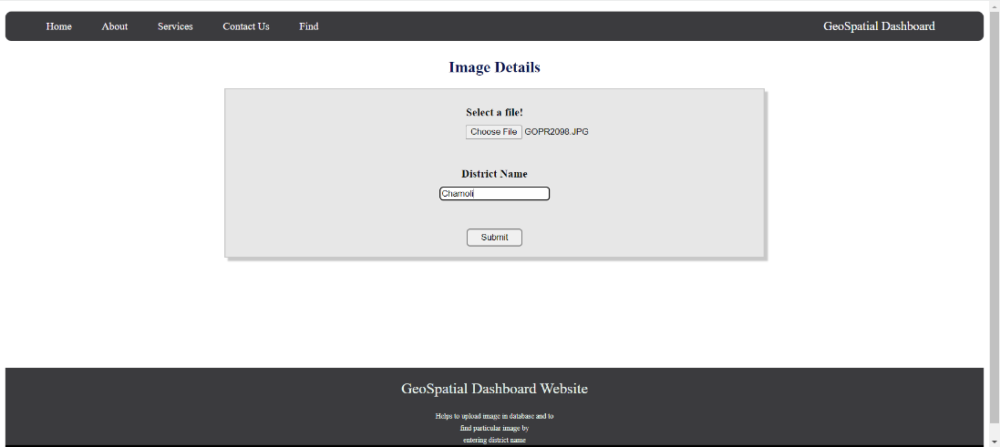 Home About Services Contact Us Find GeoSpatial Dashboard
Image Details
Select a file!
Choose File GOPR2098.JPG
District Name
Chamoli
Submit
GeoSpatial Dashboard Website
Helps to upload image in database and to
find particular image by
entering district name